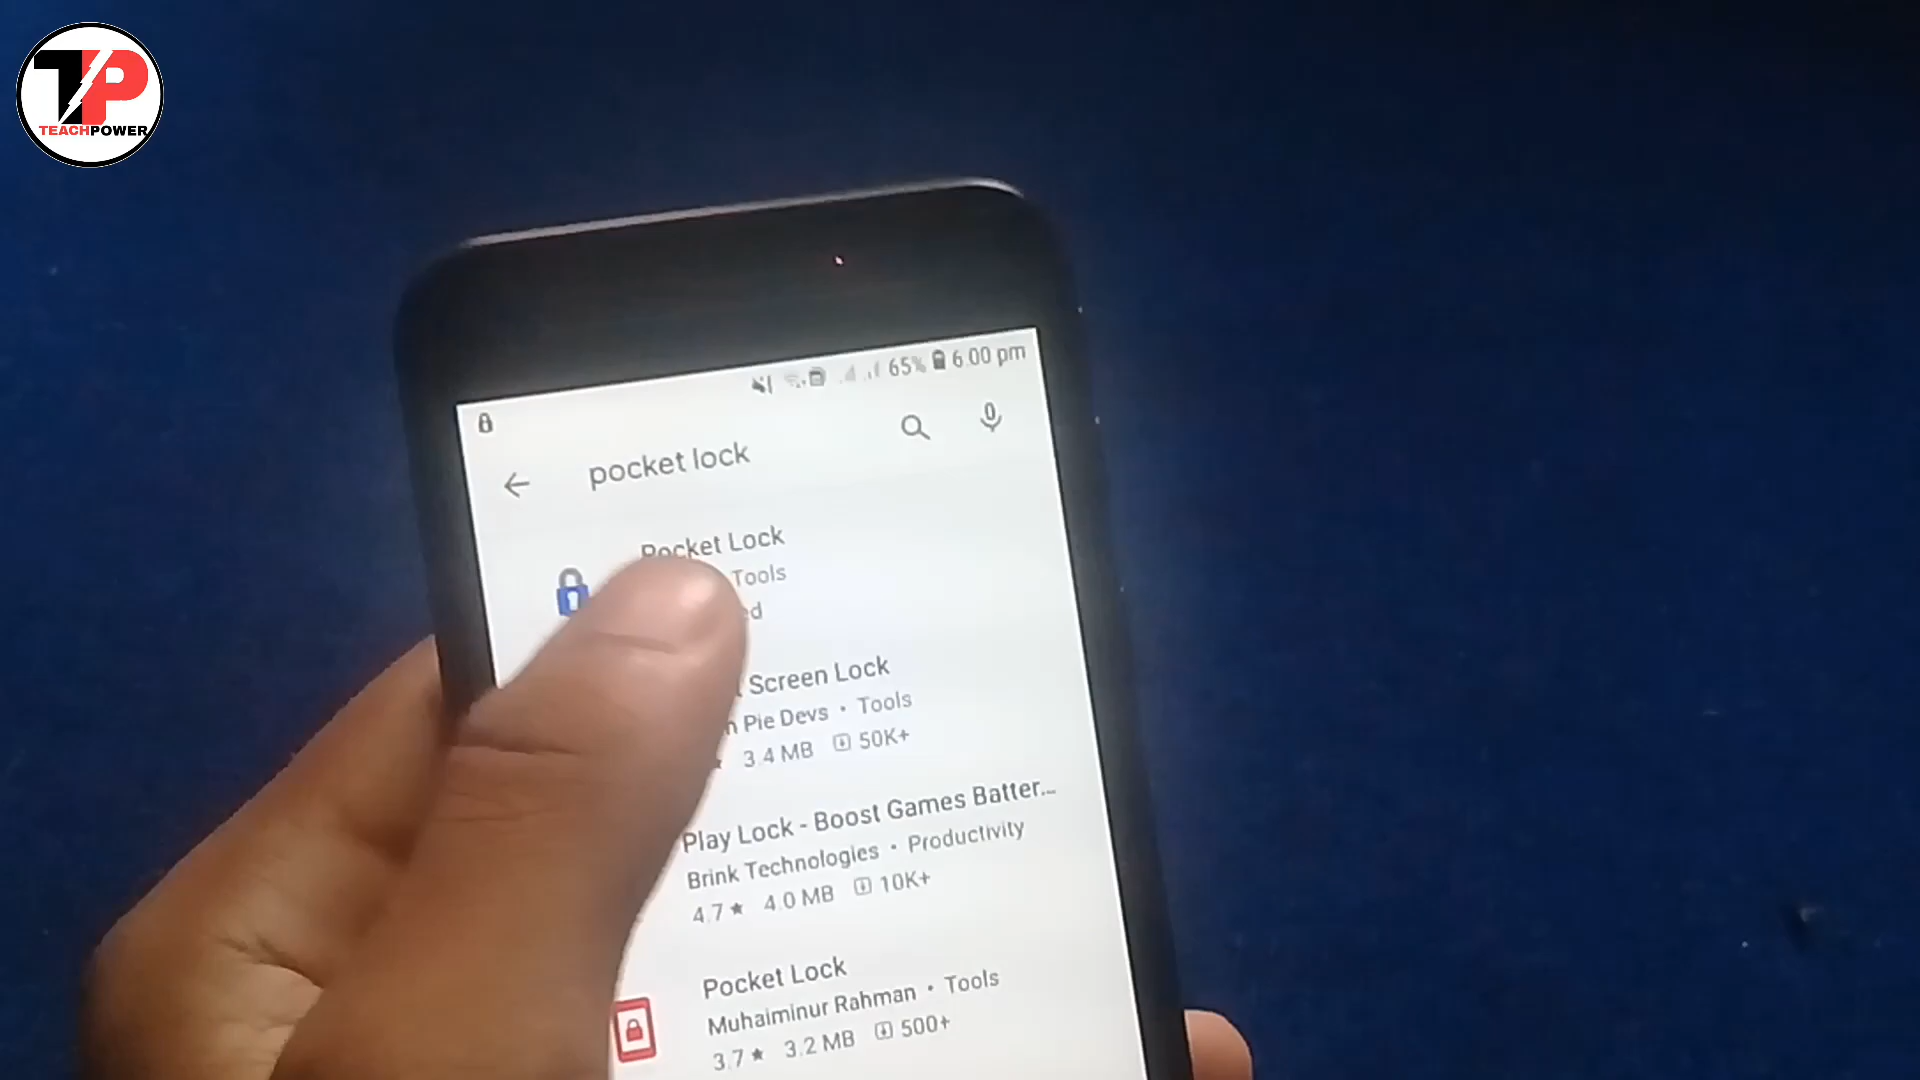 TP
TEACHPOWER
65% 6:00 pm
pocket lock
Pocket Lock
Tools
Screen Lock
Pie Devs • Tools
3.4 MB 50K+
Play Lock - Boost Games Batter...
Brink Technologies • Productivity
4.7 ★ 4.0 MB 10K+
Pocket Lock
Muhaiminur Rahman • Tools
3.7 ★ 3.2 MB 500+